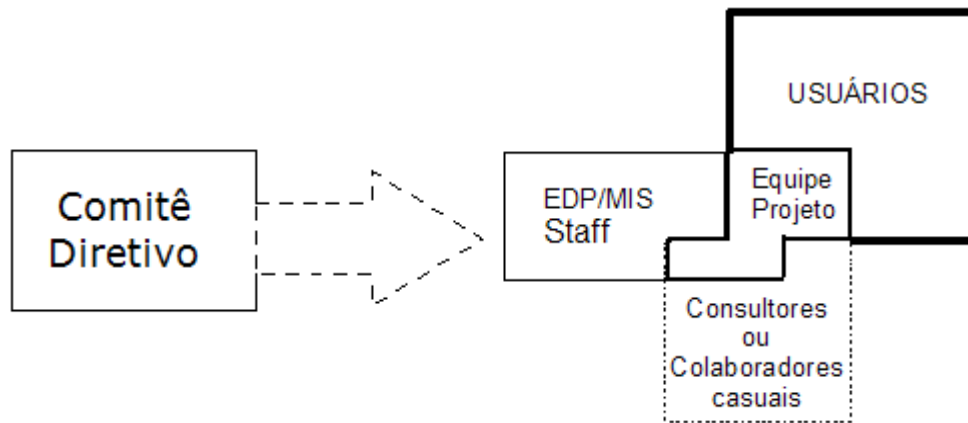 Comitê
Diretivo
EDP/MIS
Staff
USUÁRIOS
Equipe
Projeto
Consultores
ou
Colaboradores
casuais